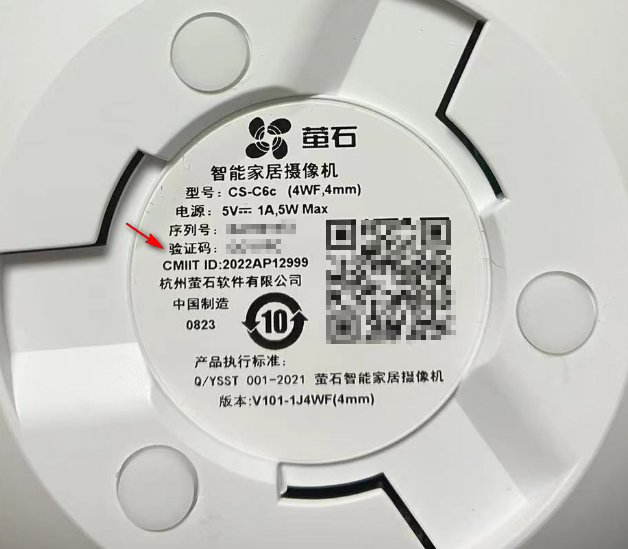 萤石
智能家居摄像机
型号：CS-C6c (4WF,4mm)
电源：5V⎓ 1A,5W Max
序列号：
验证码：
CMIIT ID:2022AP12999
杭州萤石软件有限公司
中国制造
0823
10
产品执行标准：
Q/YSST 001-2021 萤石智能家居摄像机
版本:V101-1J4WF(4mm)